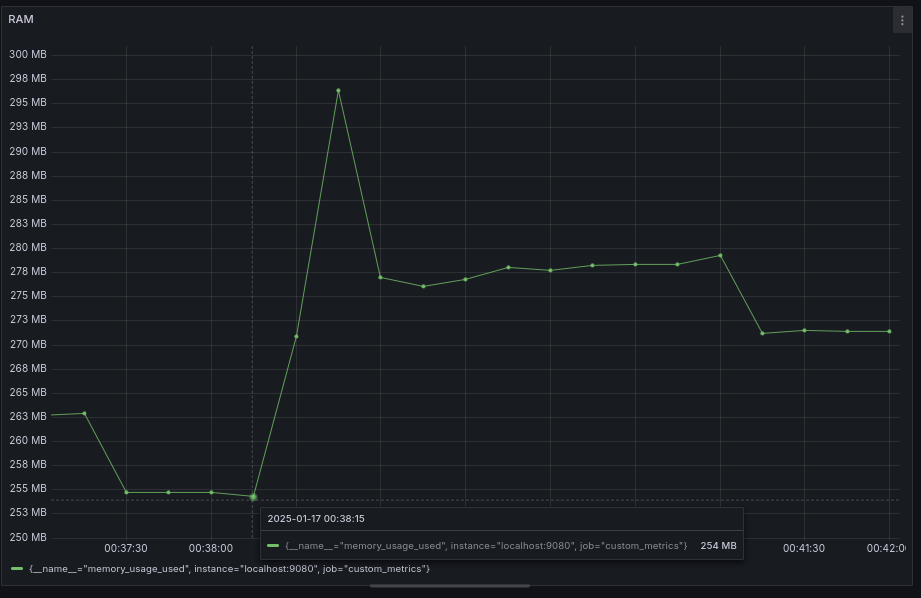 RAM
300 MB
298 MB
295 MB
293 MB
290 MB
288 MB
285 MB
283 MB
280 MB
278 MB
275 MB
273 MB
270 MB
268 MB
265 MB
263 MB
260 MB
258 MB
255 MB
253 MB
250 MB
2025-01-17 00:38:15
{__name__="memory_usage_used", instance="localhost:9080", job="custom_metrics"} 254 MB
00:37:30 00:38:00 00:41:30 00:42:0
{__name__="memory_usage_used", instance="localhost:9080", job="custom_metrics"}